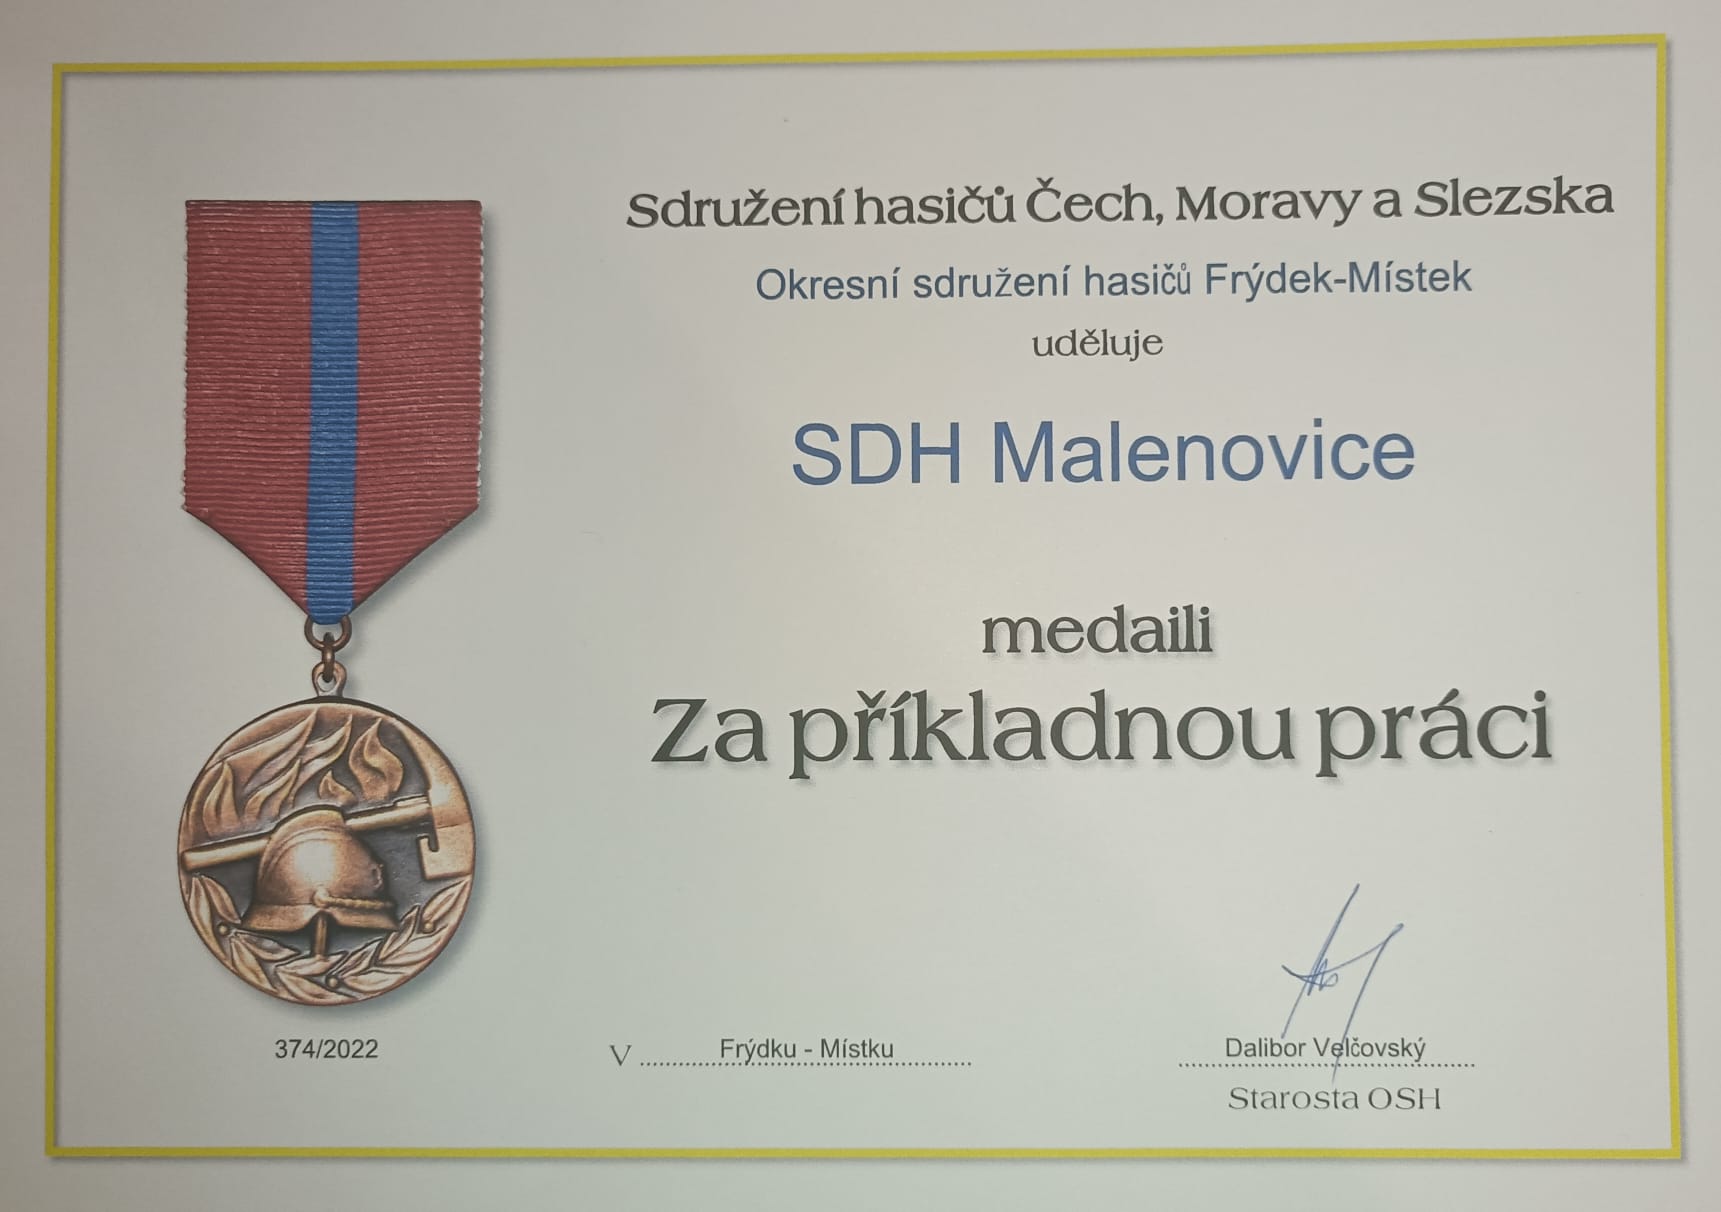 Sdružení hasičů Čech, Moravy a Slezska
Okresní sdružení hasičů Frýdek-Místek
uděluje
SDH Malenovice
medaili
Za příkladnou práci
374/2022
V Frýdku - Místku
Dalibor Velčovský
Starosta OSH